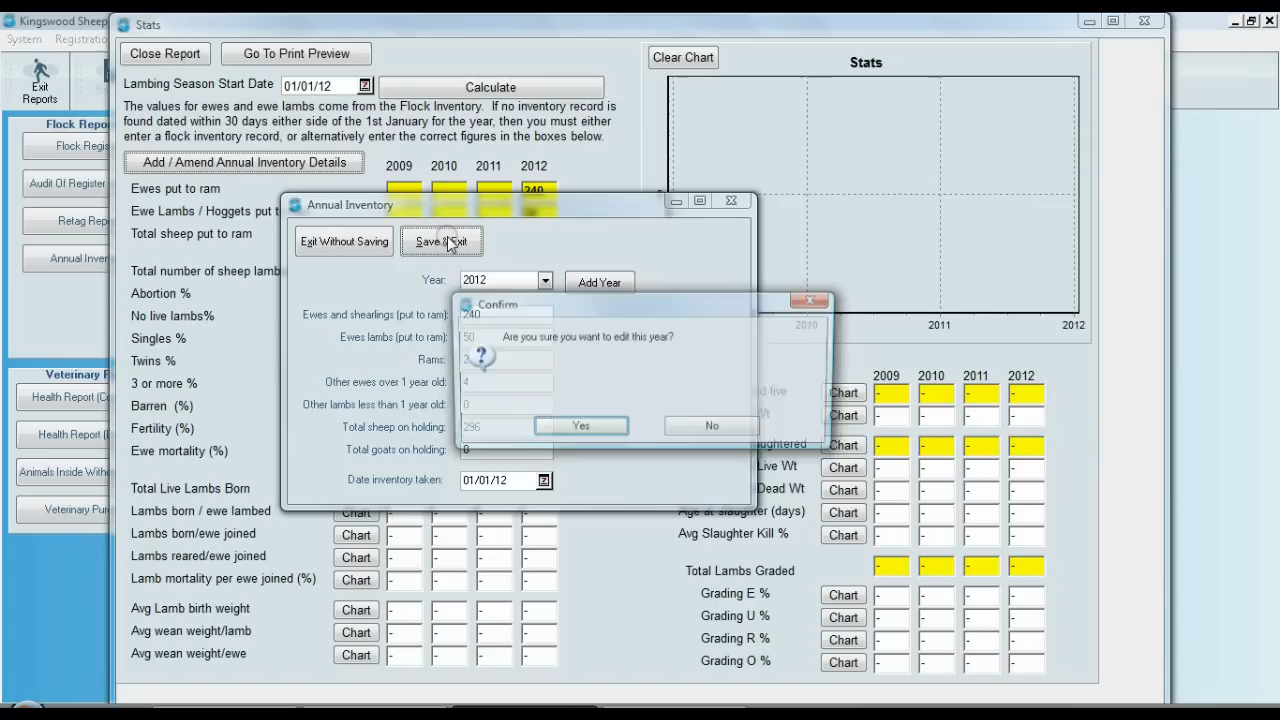 Kingswood Sheep
Stats
System Registratio
Close Report
Go To Print Preview
Clear Chart
Stats
Exit
Reports
Lambing Season Start Date 01/01/12
Calculate
The values for ewes and ewe lambs come from the Flock Inventory. If no inventory record is
found dated within 30 days either side of the 1st January for the year, then you must either
enter a flock inventory record, or alternatively enter the correct figures in the boxes below.
Flock Repor
Flock Regis
Audit Of Register
Retag Repo
Annual Inven
Add / Amend Annual Inventory Details
2009 2010 2011 2012
Ewes put to ram 240
Ewe Lambs / Hoggets put t
Total sheep put to ram
Total number of sheep lamb
Abortion %
No live lambs%
Singles %
Twins %
3 or more %
Barren (%)
Fertility (%)
Ewe mortality (%)
Annual Inventory
Exit Without Saving
Save & Exit
Year: 2012
Add Year
Ewes and shearlings (put to ram): 240
Ewes lambs (put to ram): 50
Rams: 2
Other ewes over 1 year old: 4
Other lambs less than 1 year old: 0
Total sheep on holding: 296
Total goats on holding: 0
Date inventory taken: 01/01/12
Confirm
Are you sure you want to edit this year?
Yes
No
2010 2011 2012
Veterinary R
Health Report (Co
Health Report (I
Animals Inside Witho
Veterinary Pur
Total Live Lambs Born
Lambs born / ewe lambed Chart - - - -
Lambs born/ewe joined Chart - - - -
Lambs reared/ewe joined Chart - - - -
Lamb mortality per ewe joined (%) Chart - - - -
Avg Lamb birth weight Chart - - - -
Avg wean weight/lamb Chart - - - -
Avg wean weight/ewe Chart - - - -
2009 2010 2011 2012
d live Chart - - - -
Wt Chart - - - -
ughtered Chart - - - -
Live Wt Chart - - - -
Dead Wt Chart - - - -
Age at slaughter (days) Chart - - - -
Avg Slaughter Kill % Chart - - - -
Total Lambs Graded - - - -
Grading E % Chart - - - -
Grading U % Chart - - - -
Grading R % Chart - - - -
Grading O % Chart - - - -